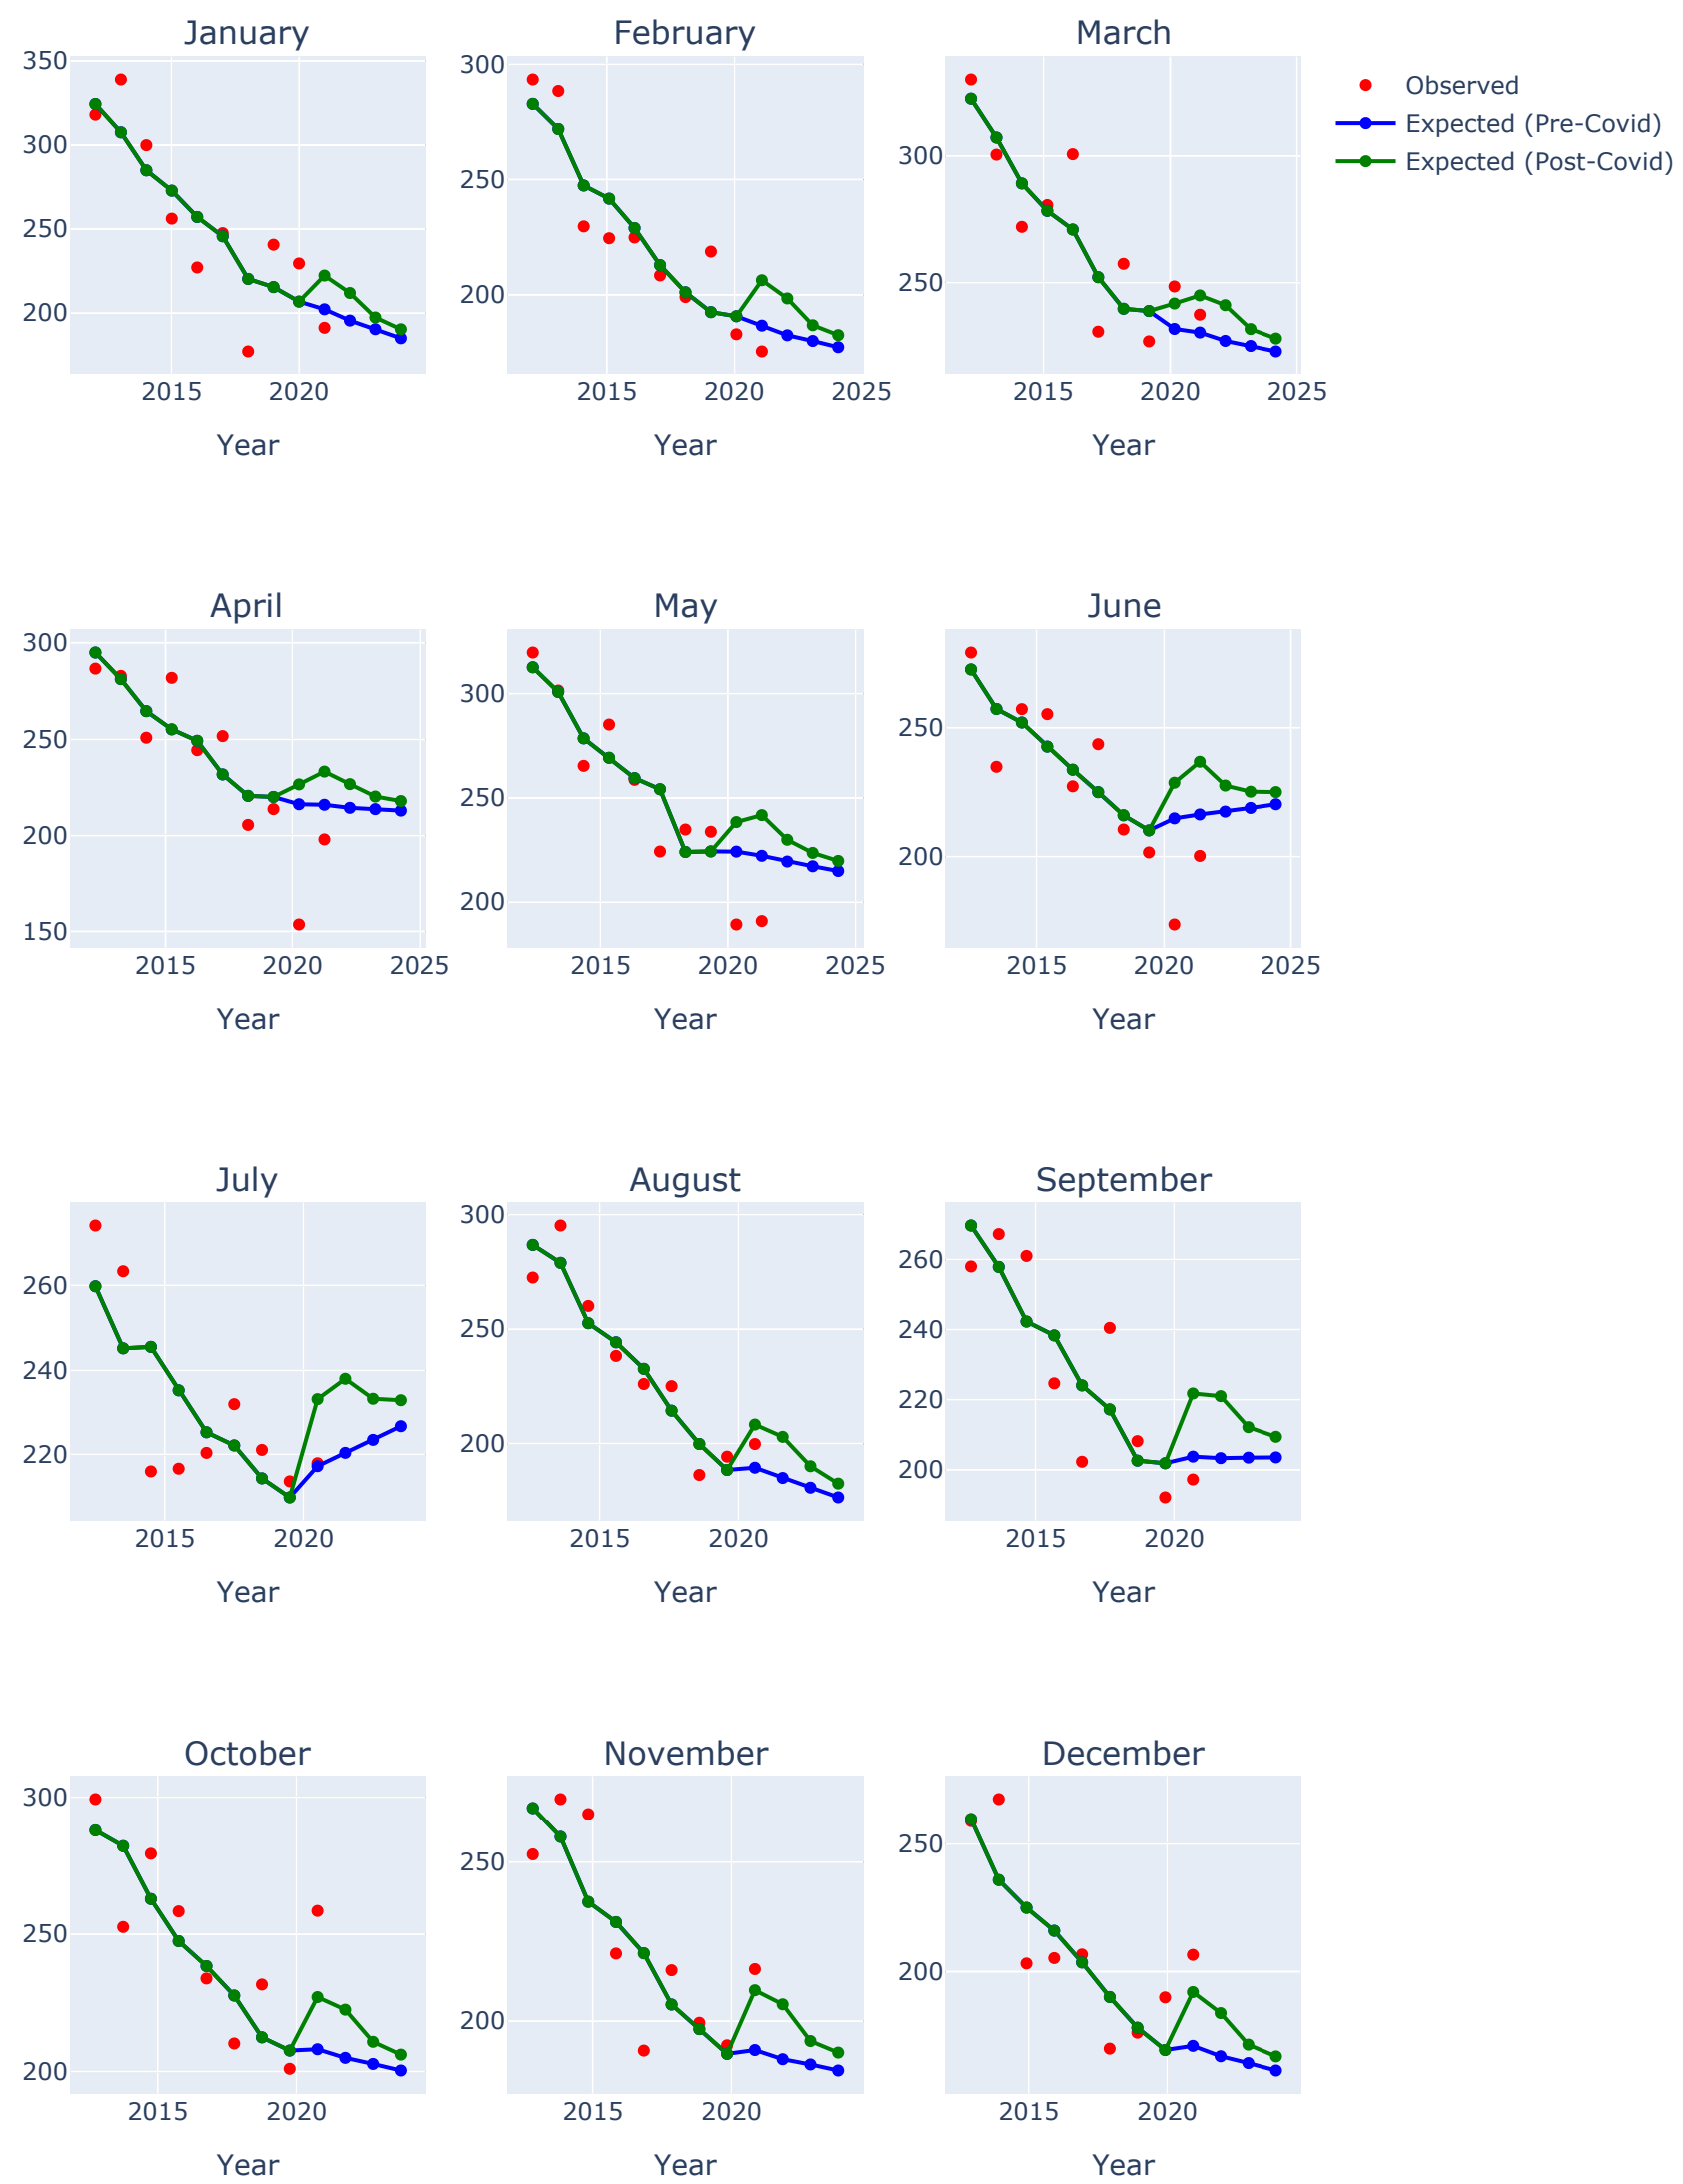 January
February
March
350
300
250
200
2015
2020
Year
300
250
200
2015
2020
2025
Year
300
250
2015
2020
2025
Year
Observed
Expected (Pre-Covid)
Expected (Post-Covid)
April
May
June
300
250
200
150
2015
2020
2025
Year
300
250
200
2015
2020
2025
Year
250
200
2015
2020
2025
Year
July
August
September
260
240
220
2015
2020
Year
300
250
200
2015
2020
Year
260
240
220
200
2015
2020
Year
October
November
December
300
250
200
2015
2020
Year
250
200
2015
2020
Year
250
200
2015
2020
Year